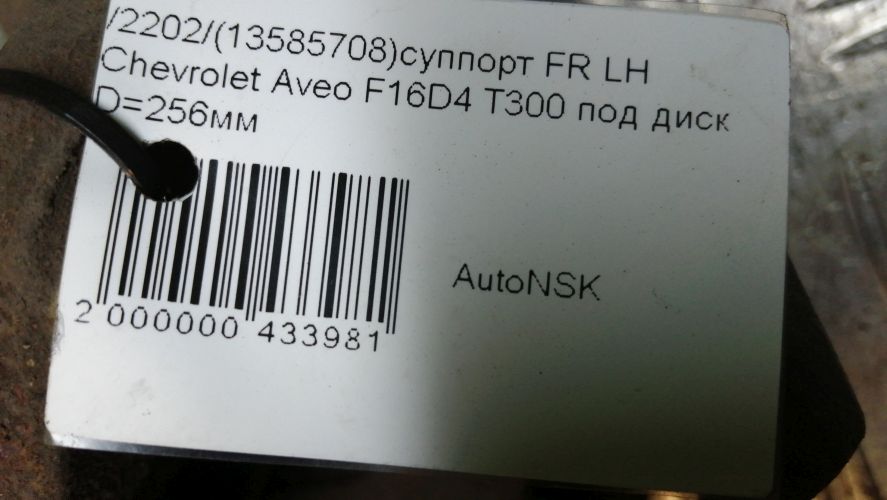 /2202/(13585708)суппорт FR LH
Chevrolet Aveo F16D4 T300 под диск
D=256мм
AutoNSK
2 000000 433981